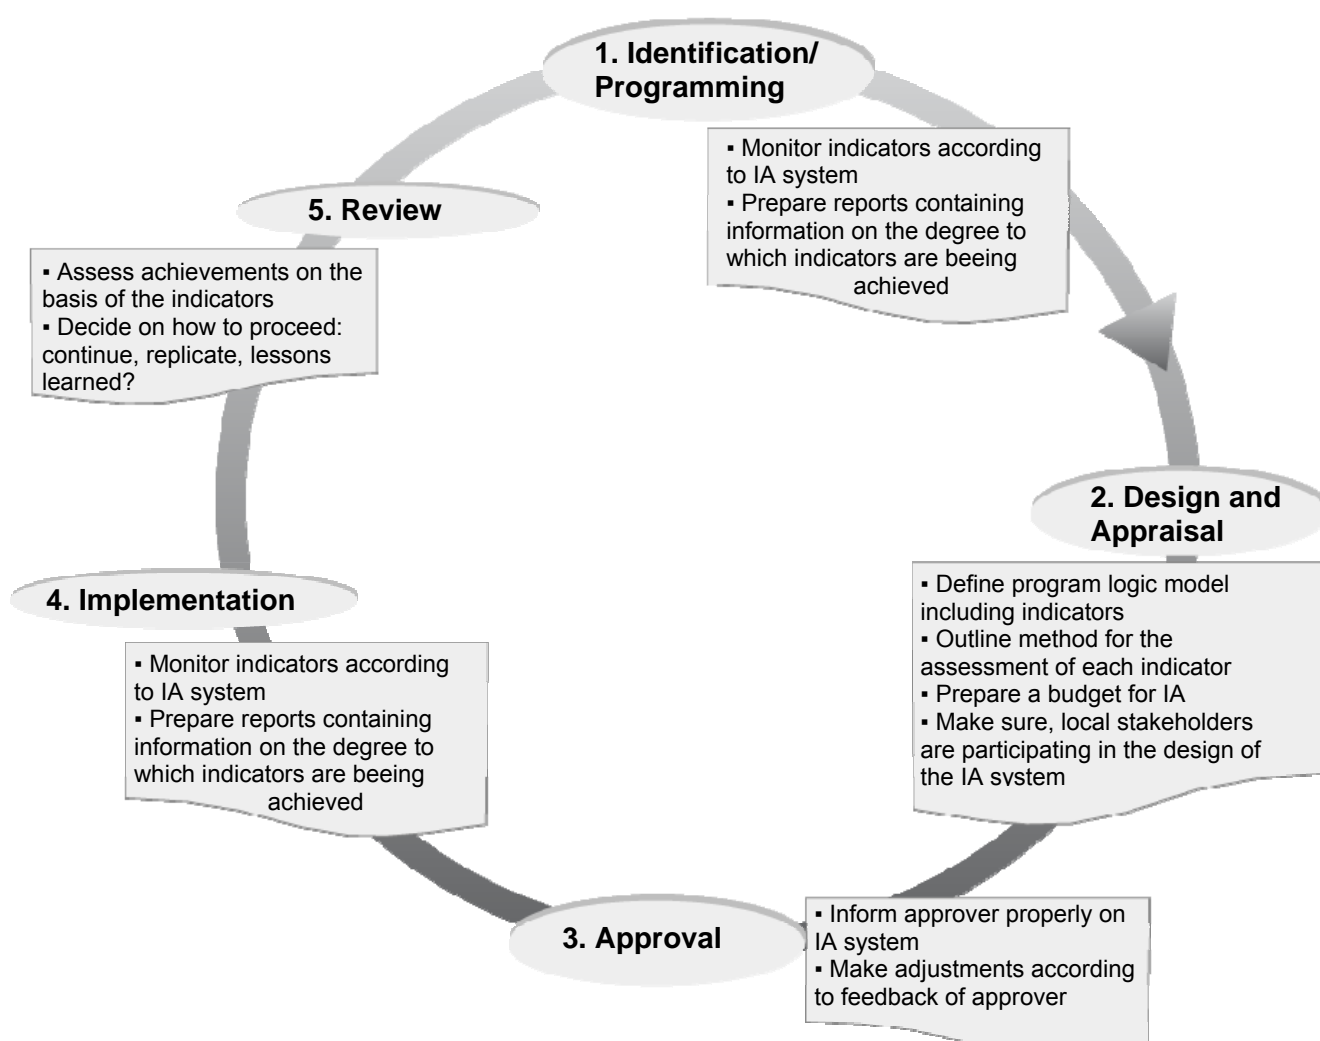 1. Identification/
Programming
▪ Monitor indicators according
to IA system
▪ Prepare reports containing
information on the degree to
which indicators are beeing
achieved
2. Design and
Appraisal
▪ Define program logic model
including indicators
▪ Outline method for the
assessment of each indicator
▪ Prepare a budget for IA
▪ Make sure, local stakeholders
are participating in the design of
the IA system
3. Approval
▪ Inform approver properly on
IA system
▪ Make adjustments according
to feedback of approver
4. Implementation
▪ Monitor indicators according
to IA system
▪ Prepare reports containing
information on the degree to
which indicators are beeing
achieved
5. Review
▪ Assess achievements on the
basis of the indicators
▪ Decide on how to proceed:
continue, replicate, lessons
learned?